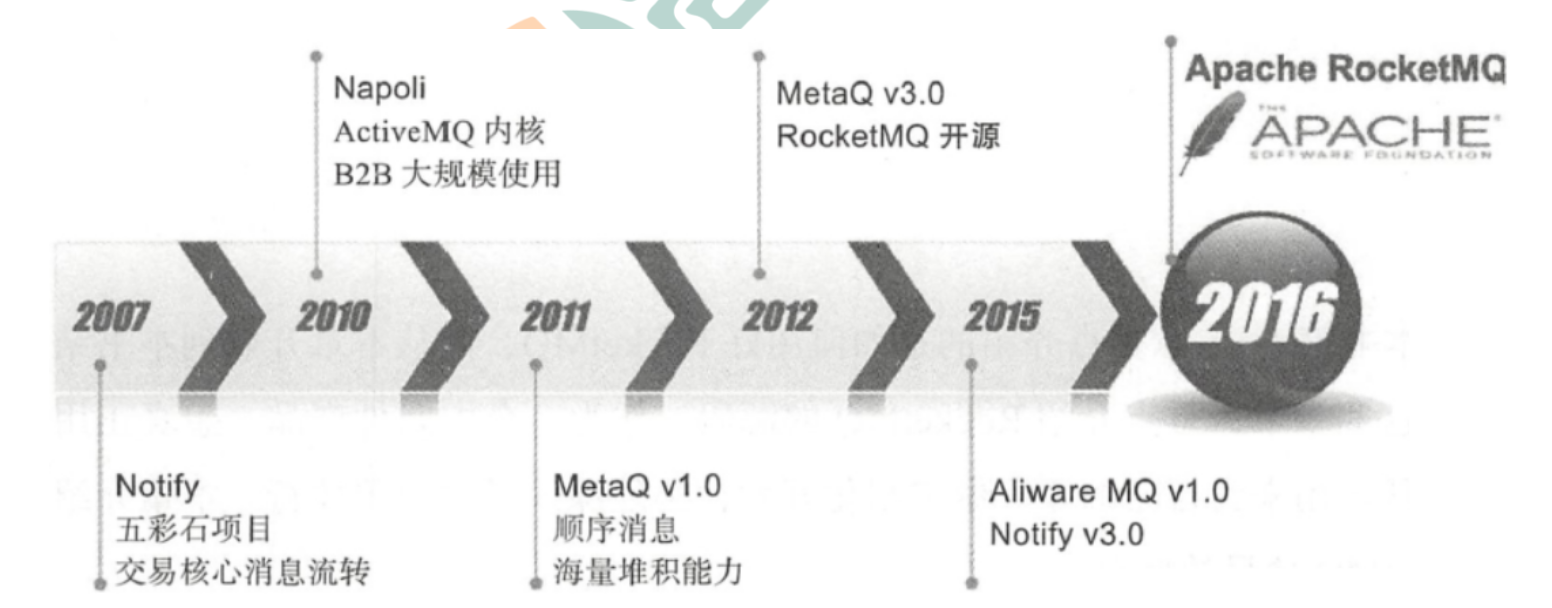 Napoli
ActiveMQ 内核
B2B 大规模使用
MetaQ v3.0
RocketMQ 开源
Apache RocketMQ
THE
APACHE
SOFTWARE FOUNDATION
2007
2010
2011
2012
2015
2016
Notify
五彩石项目
交易核心消息流转
MetaQ v1.0
顺序消息
海量堆积能力
Aliware MQ v1.0
Notify v3.0